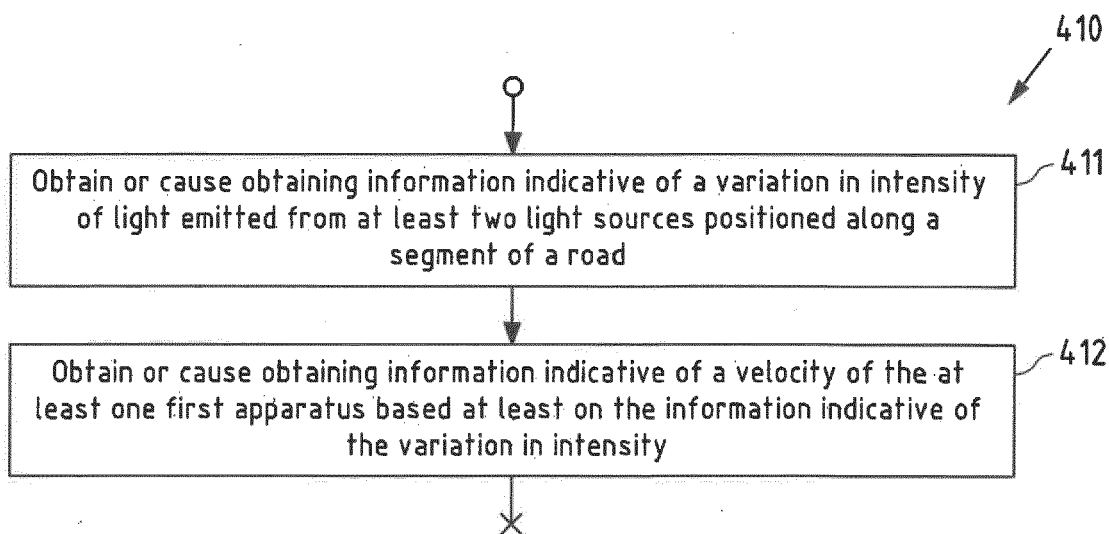 410
Obtain or cause obtaining information indicative of a variation in intensity
of light emitted from at least two light sources positioned along a
segment of a road
411
Obtain or cause obtaining information indicative of a velocity of the at
least one first apparatus based at least on the information indicative of
the variation in intensity
412